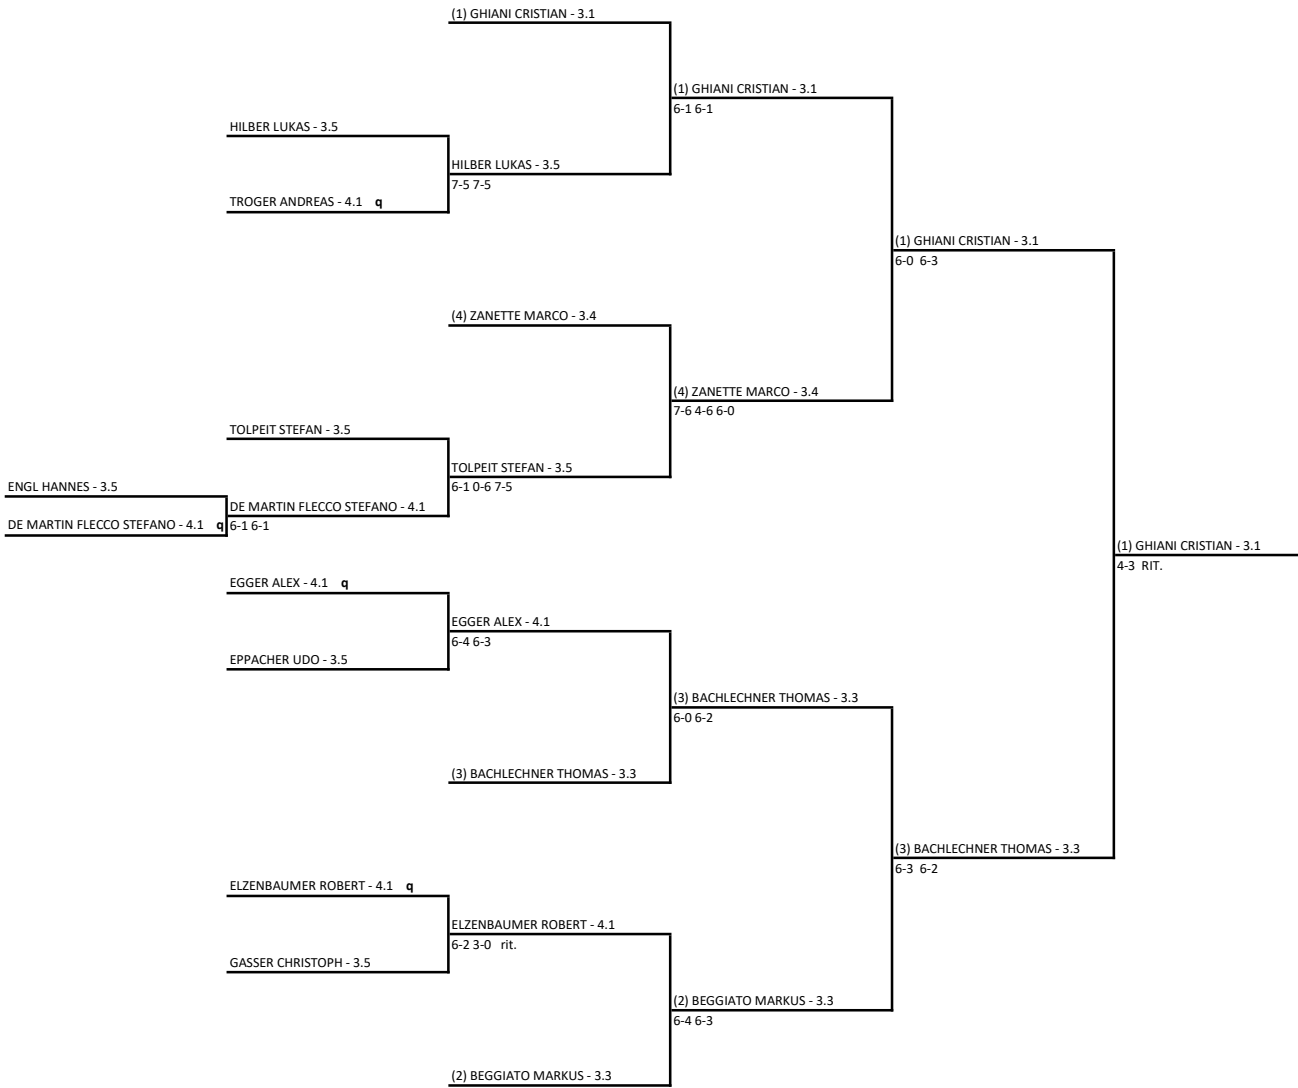 (1) GHIANI CRISTIAN - 3.1
(1) GHIANI CRISTIAN - 3.1
6-1 6-1
HILBER LUKAS - 3.5
HILBER LUKAS - 3.5
7-5 7-5
TROGER ANDREAS - 4.1 q
(1) GHIANI CRISTIAN - 3.1
6-0 6-3
(4) ZANETTE MARCO - 3.4
(4) ZANETTE MARCO - 3.4
7-6 4-6 6-0
TOLPEIT STEFAN - 3.5
TOLPEIT STEFAN - 3.5
6-1 0-6 7-5
ENGL HANNES - 3.5
DE MARTIN FLECCO STEFANO - 4.1
DE MARTIN FLECCO STEFANO - 4.1 q
6-1 6-1
(1) GHIANI CRISTIAN - 3.1
4-3 RIT.
EGGER ALEX - 4.1 q
EGGER ALEX - 4.1
6-4 6-3
EPPACHER UDO - 3.5
(3) BACHLECHNER THOMAS - 3.3
6-0 6-2
(3) BACHLECHNER THOMAS - 3.3
(3) BACHLECHNER THOMAS - 3.3
6-3 6-2
ELZENBAUMER ROBERT - 4.1 q
ELZENBAUMER ROBERT - 4.1
6-2 3-0 rit.
GASSER CHRISTOPH - 3.5
(2) BEGGIATO MARKUS - 3.3
6-4 6-3
(2) BEGGIATO MARKUS - 3.3